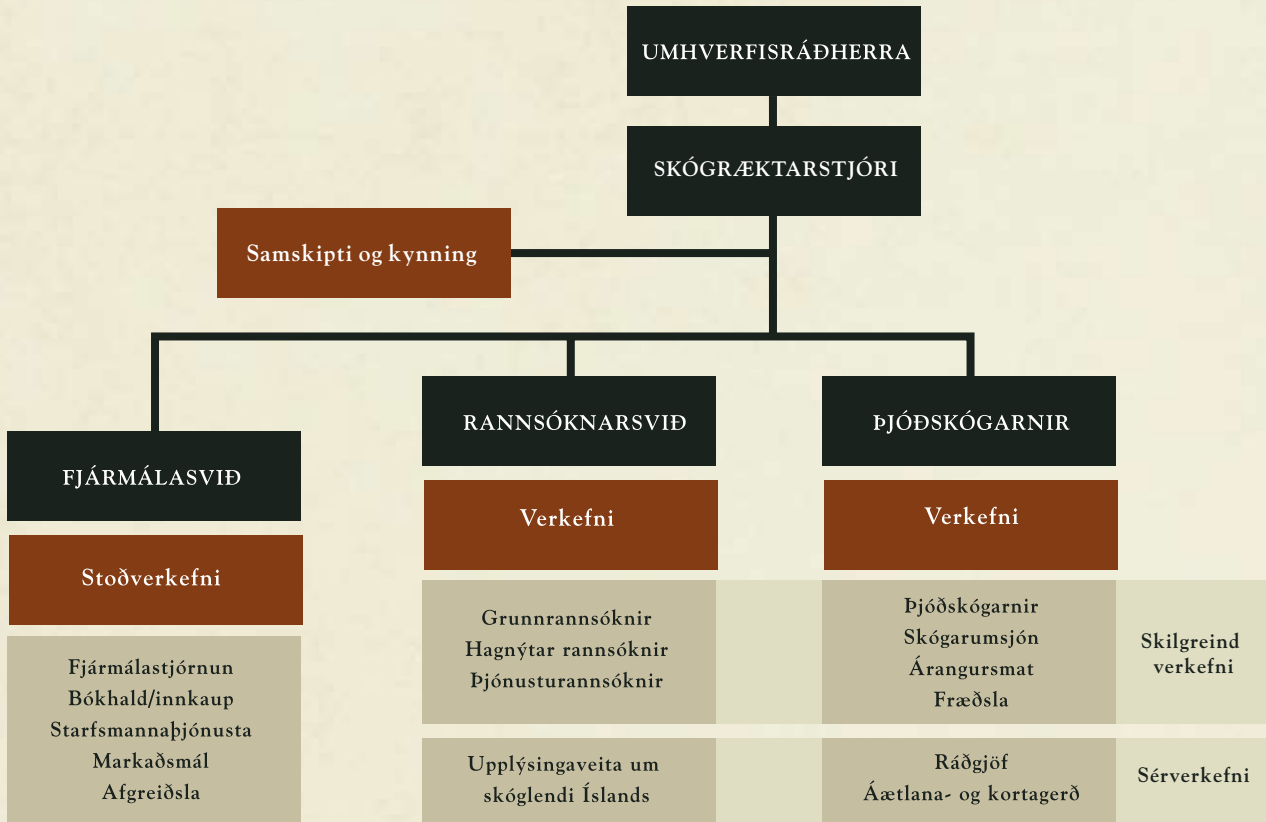 UMHVERFISRÁÐHERRA
SKÓGRÆKTARSTJÓRI
Samskipti og kynning
FJÁRMÁLASVIÐ
Stoðverkefni
Fjármálastjórnun
Bókhald/innkaup
Starfsmannaþjónusta
Markaðsmál
Afgreiðsla
RANNSÓKNARSVIÐ
Verkefni
Grunnrannsóknir
Hagnýtar rannsóknir
Þjónusturannsóknir
Upplýsingaveita um
skóglendi Íslands
ÞJÓÐSKÓGARNIR
Verkefni
Þjóðskógarnir
Skógarumsjón
Árangursmat
Fræðsla
Ráðgjöf
Áætlana- og kortagerð
Skilgreind
verkefni
Sérverkefni